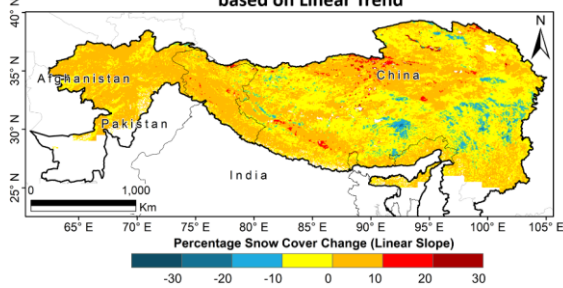 based on Linear Trend
40° N
N
35° N
30° N
25° N
Afghanistan
China
Pakistan
India
0 1,000
Km
65° E 70° E 75° E 80° E 85° E 90° E 95° E 100° E 105° E
Percentage Snow Cover Change (Linear Slope)
-30 -20 -10 0 10 20 30